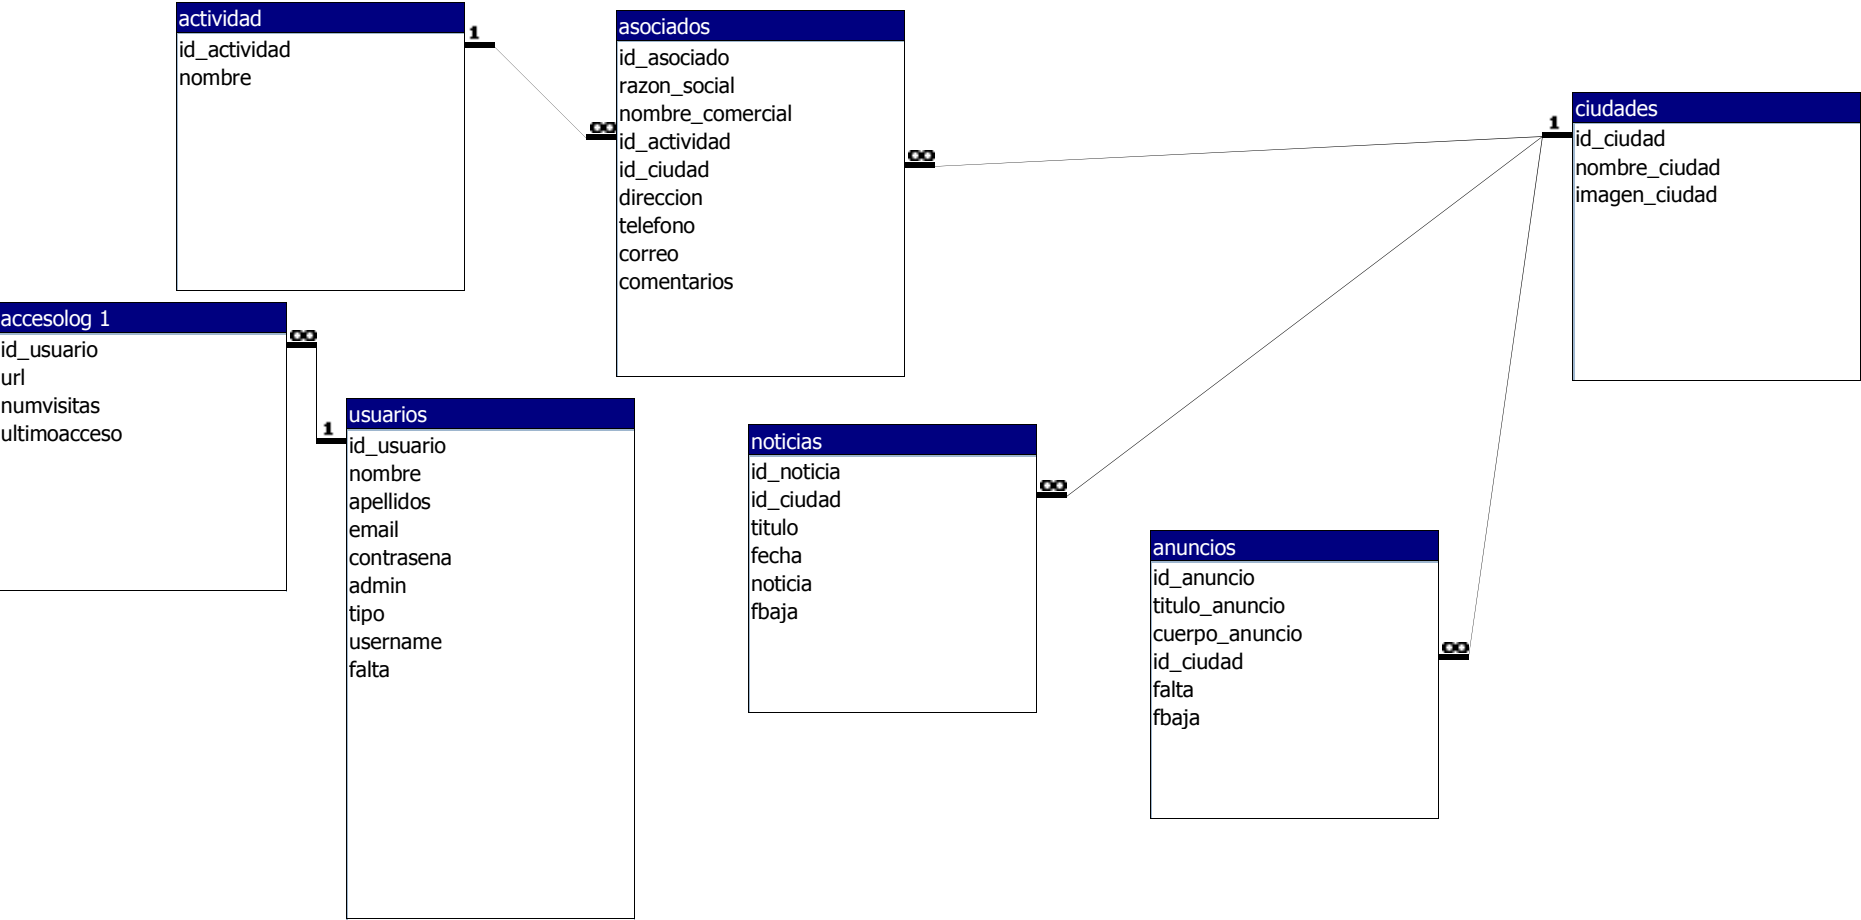 actividad
id_actividad
nombre
1
∞
asociados
id_asociado
razon_social
nombre_comercial
id_actividad
id_ciudad
direccion
telefono
correo
comentarios
∞
1
ciudades
id_ciudad
nombre_ciudad
imagen_ciudad
accesolog 1
id_usuario
url
numvisitas
ultimoacceso
∞
1
usuarios
id_usuario
nombre
apellidos
email
contrasena
admin
tipo
username
falta
noticias
id_noticia
id_ciudad
titulo
fecha
noticia
fbaja
∞
anuncios
id_anuncio
titulo_anuncio
cuerpo_anuncio
id_ciudad
falta
fbaja
∞